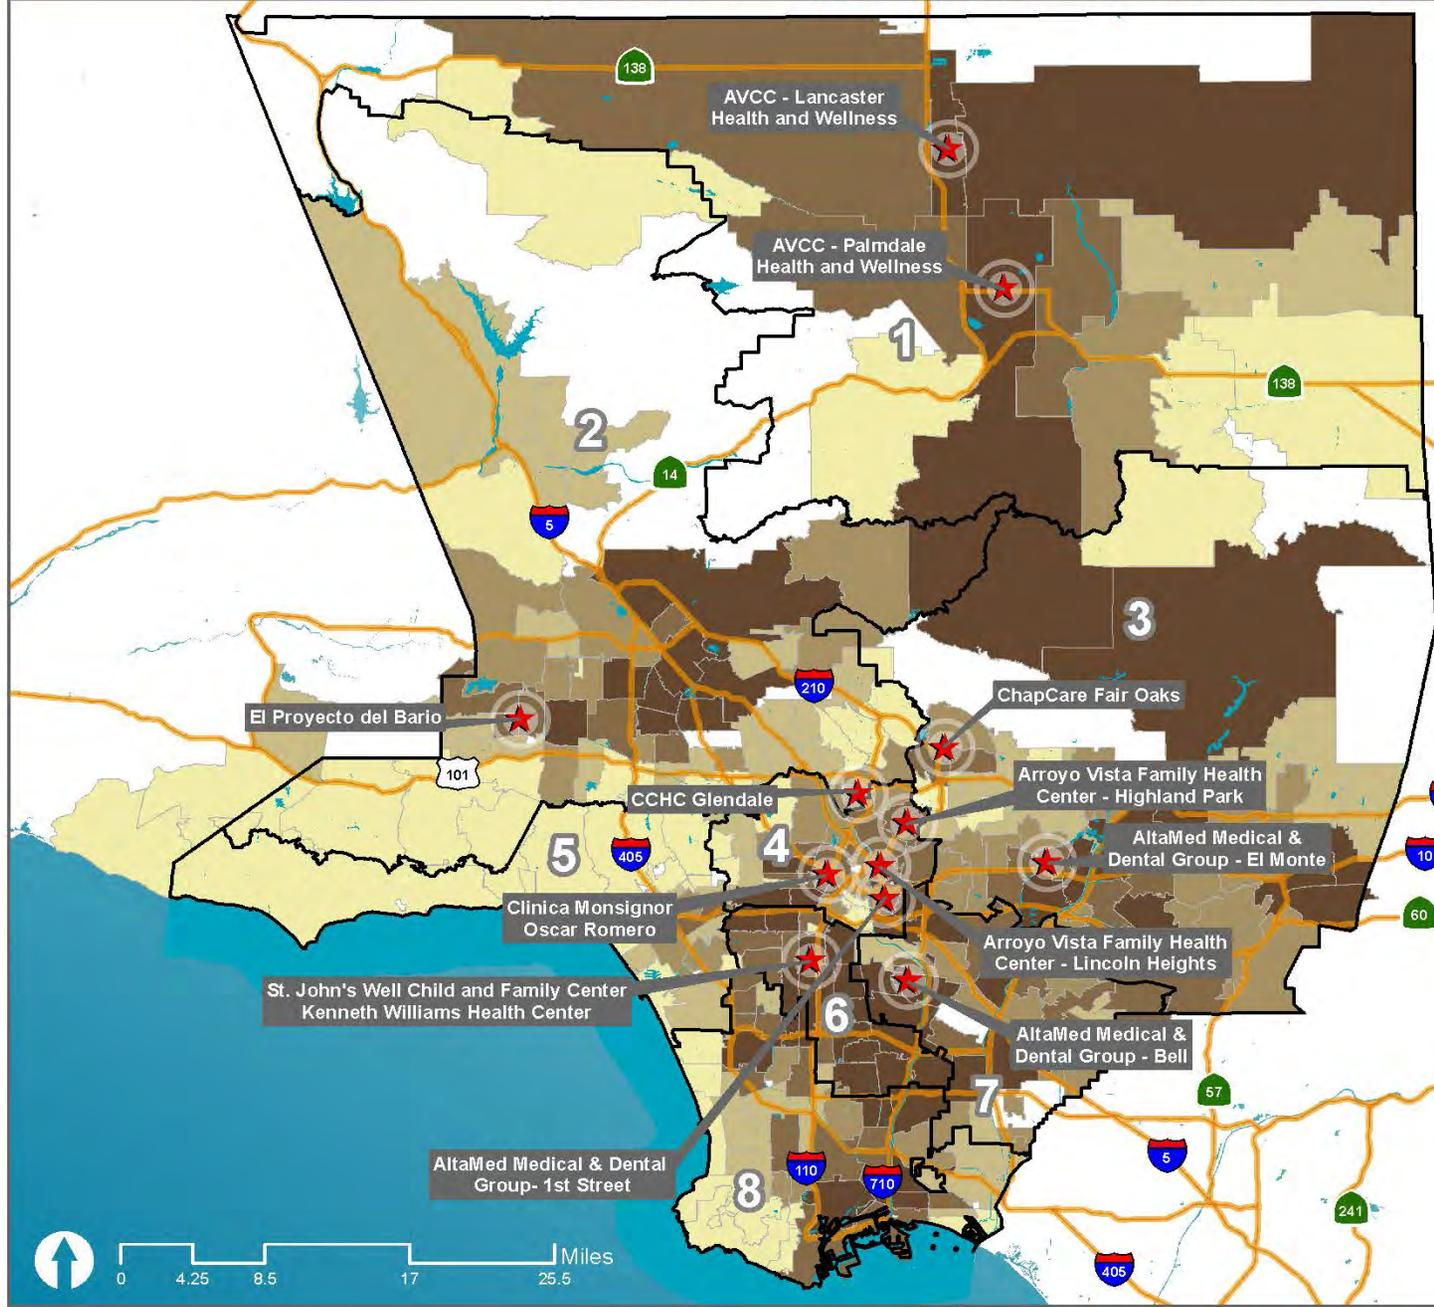 138
AVCC - Lancaster
Health and Wellness
AVCC - Palmdale
Health and Wellness
1
138
2
14
5
3
210
ChapCare Fair Oaks
El Proyecto del Bario
101
CCHC Glendale
Arroyo Vista Family Health
Center - Highland Park
4
5
405
AltaMed Medical &
Dental Group - El Monte
10
60
Clinica Monsignor
Oscar Romero
Arroyo Vista Family Health
Center - Lincoln Heights
St. John's Well Child and Family Center
Kenneth Williams Health Center
6
AltaMed Medical &
Dental Group - Bell
7
57
5
AltaMed Medical & Dental
Group- 1st Street
110
710
8
241
405
Miles
0 4.25 8.5 17 25.5